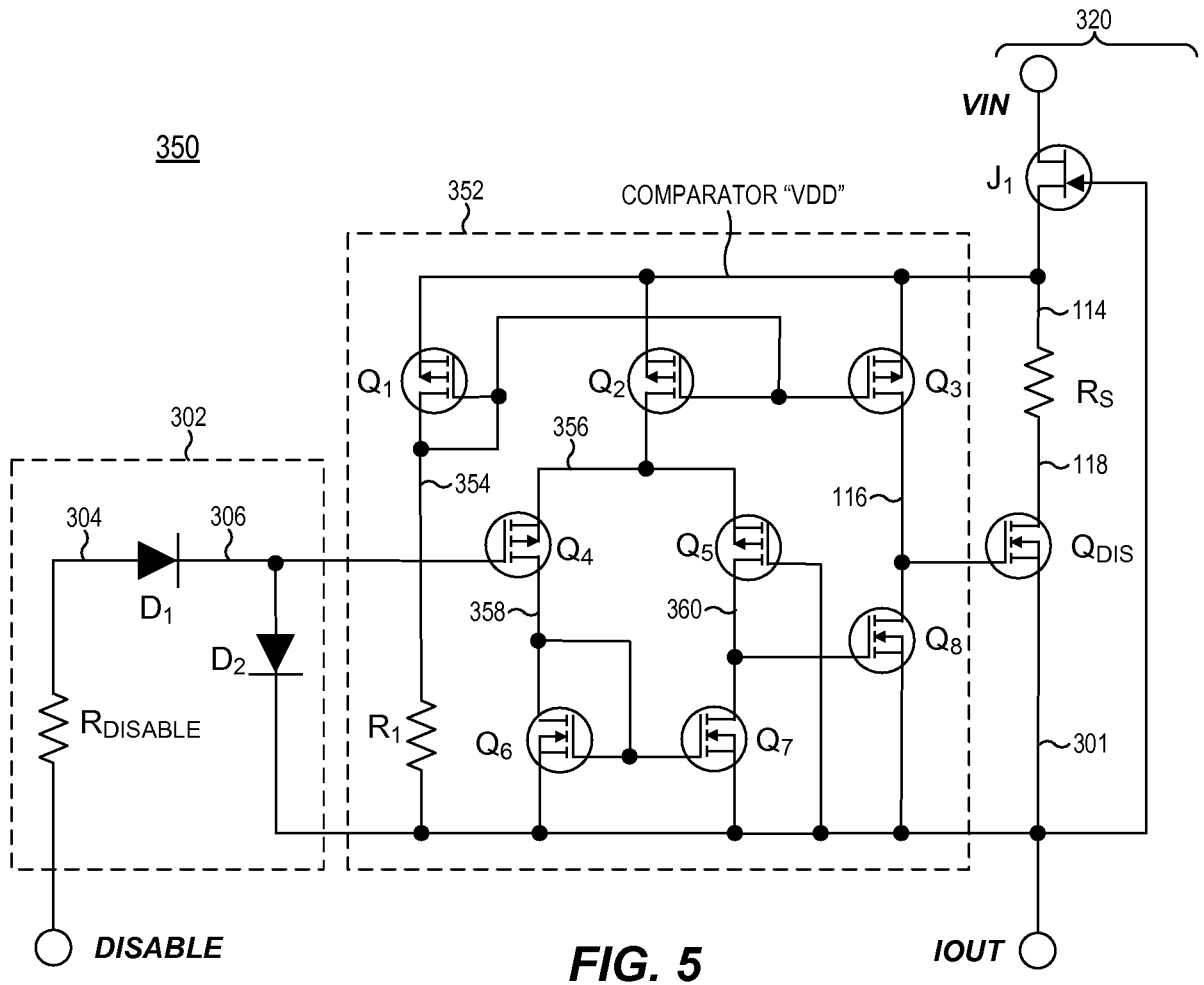 320
VIN
350
J1
352
COMPARATOR “VDD”
114
Q1
Q2
Q3
RS
302
356
354
118
304
306
116
Q4
Q5
QDIS
D1
358
360
D2
Q8
RDISABLE
R1
Q6
Q7
301
DISABLE
FIG. 5
IOUT